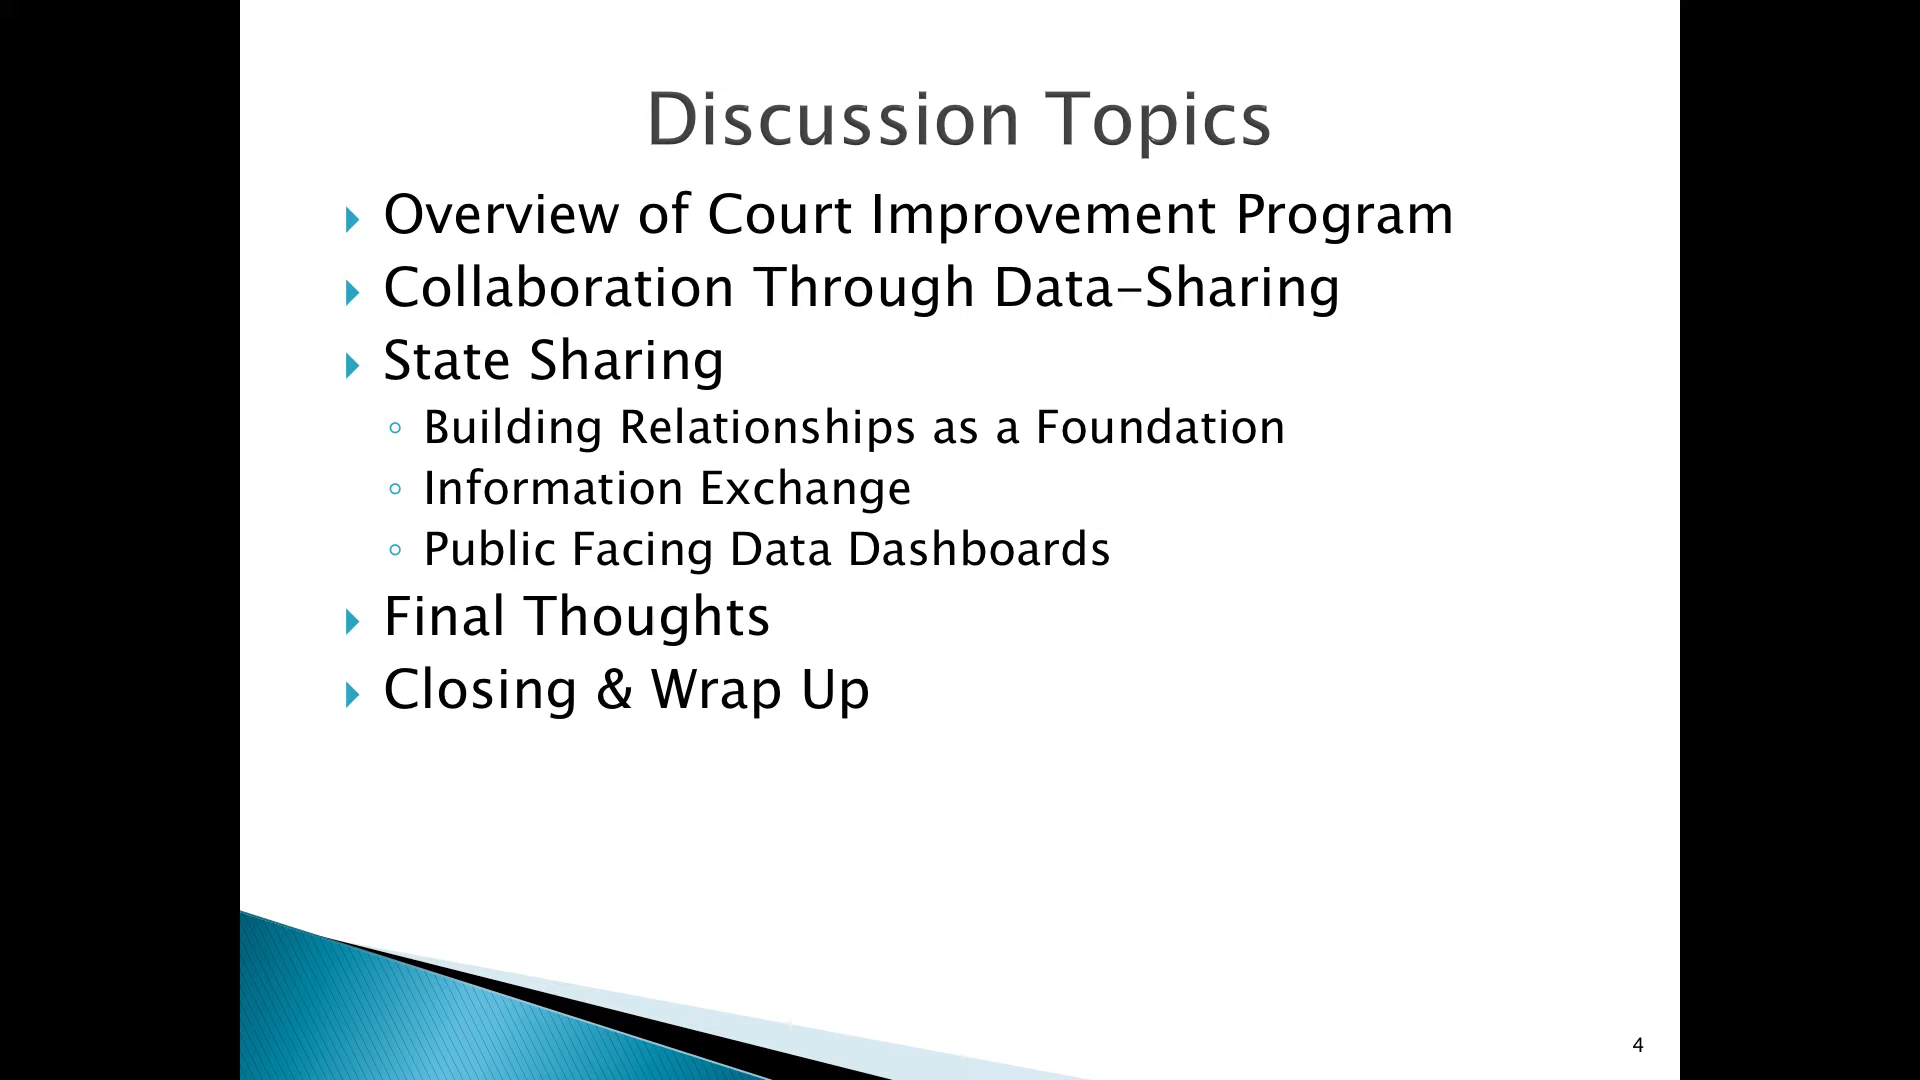 Discussion Topics
Overview of Court Improvement Program
Collaboration Through Data-Sharing
State Sharing
Building Relationships as a Foundation
Information Exchange
Public Facing Data Dashboards
Final Thoughts
Closing & Wrap Up
4